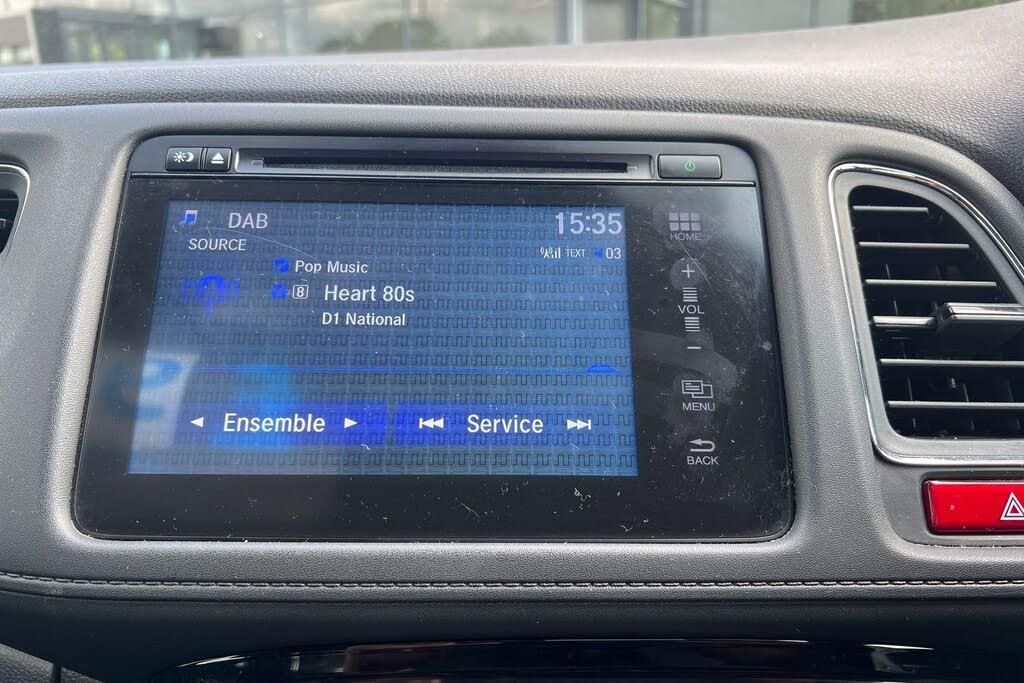 DAB
15:35
SOURCE
TEXT 03
Pop Music
8 Heart 80s
D1 National
Ensemble
Service
HOME
+
VOL
−
MENU
BACK